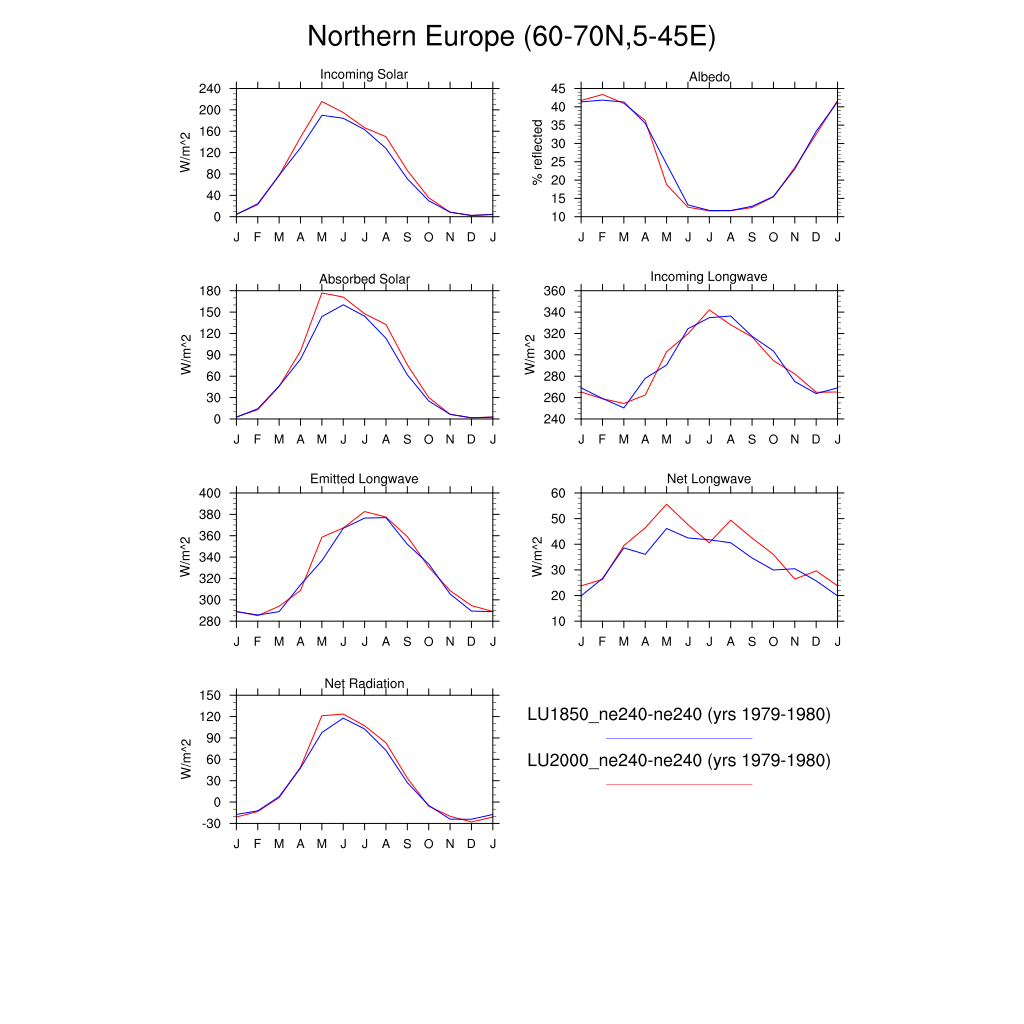 Northern Europe (60-70N,5-45E)
Incoming Solar
W/m^2
240
200
160
120
80
40
0
J F M A M J J A S O N D J
Albedo
% reflected
45
40
35
30
25
20
15
10
J F M A M J J A S O N D J
Absorbed Solar
W/m^2
180
150
120
90
60
30
0
J F M A M J J A S O N D J
Incoming Longwave
W/m^2
360
340
320
300
280
260
240
J F M A M J J A S O N D J
Emitted Longwave
W/m^2
400
380
360
340
320
300
280
J F M A M J J A S O N D J
Net Longwave
W/m^2
60
50
40
30
20
10
J F M A M J J A S O N D J
Net Radiation
W/m^2
150
120
90
60
30
0
-30
J F M A M J J A S O N D J
LU1850_ne240-ne240 (yrs 1979-1980)
LU2000_ne240-ne240 (yrs 1979-1980)